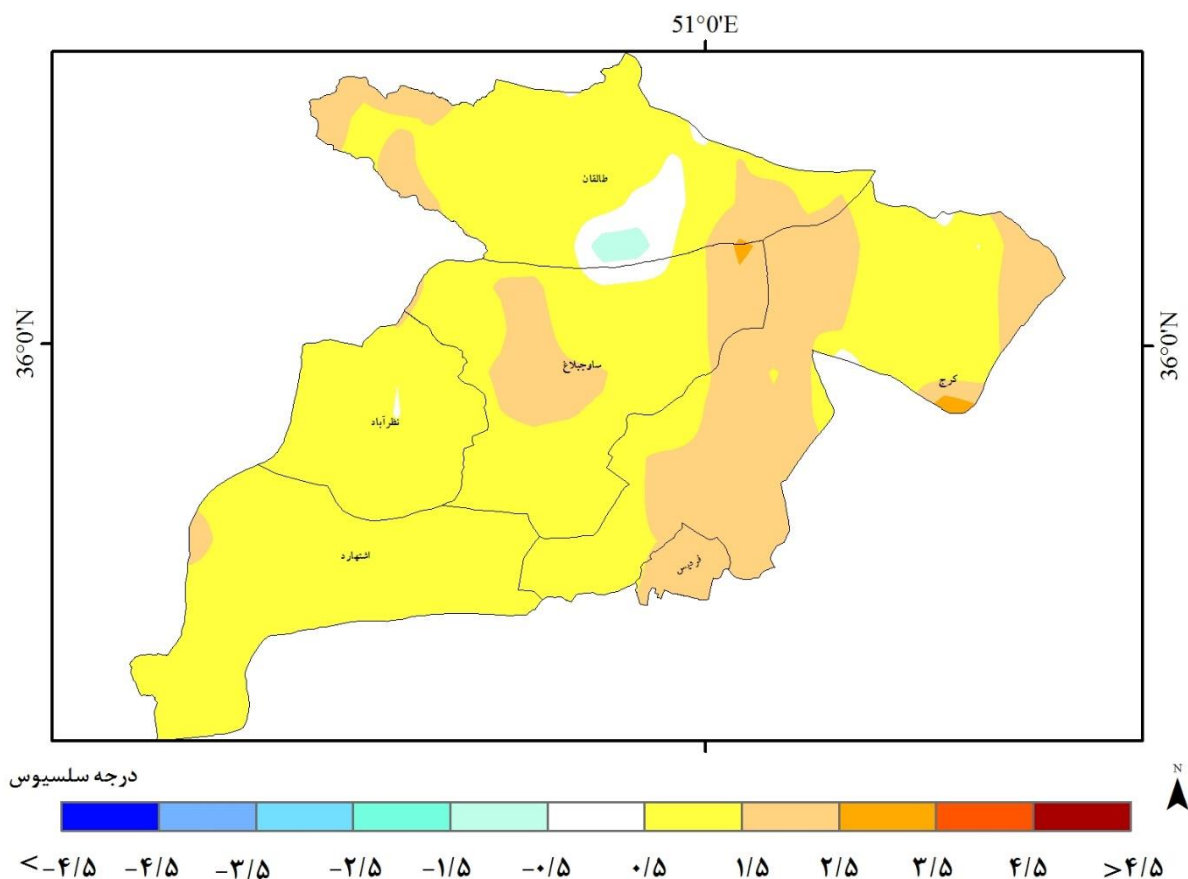 51°0'E
طالقان
36°0'N
36°0'N
ساوجبلاغ
کرج
نظرآباد
اشتهارد
فردیس
درجه سلسیوس
N
<-۴/۵ -۴/۵ -۳/۵ -۲/۵ -۱/۵ -۰/۵ ۰/۵ ۱/۵ ۲/۵ ۳/۵ ۴/۵ >۴/۵